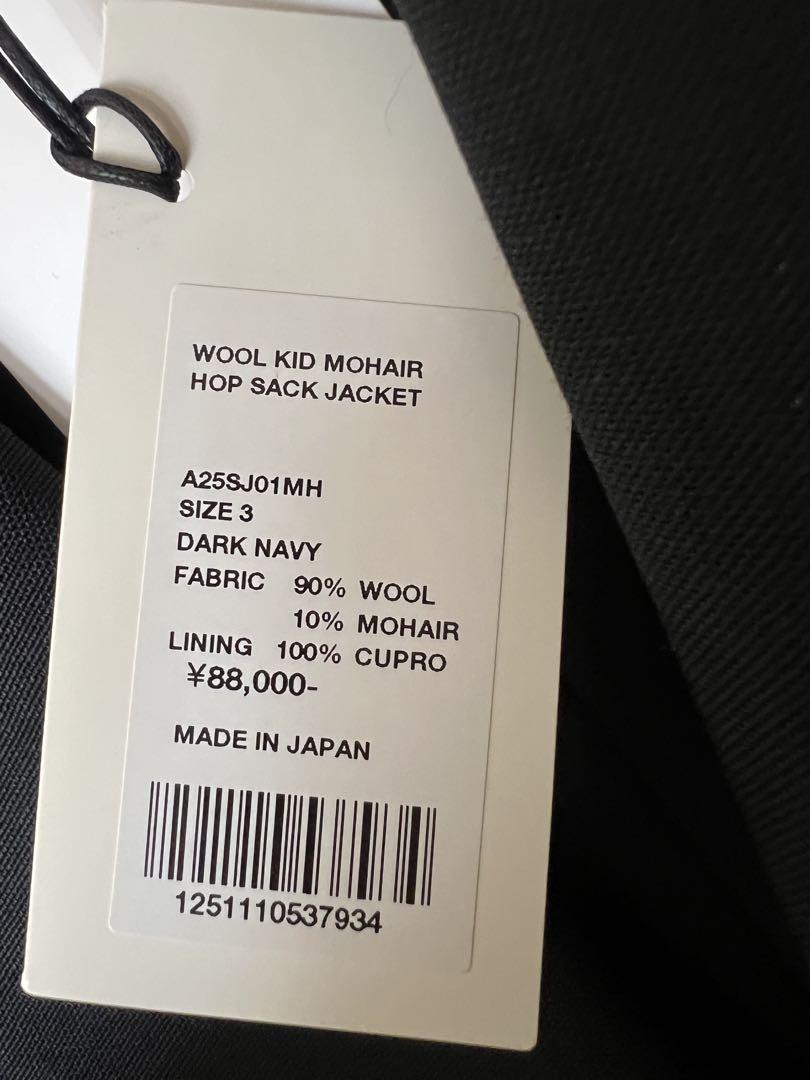 WOOL KID MOHAIR
HOP SACK JACKET
A25SJ01MH
SIZE 3
DARK NAVY
FABRIC 90% WOOL
10% MOHAIR
LINING 100% CUPRO
¥88,000-
MADE IN JAPAN
1251110537934